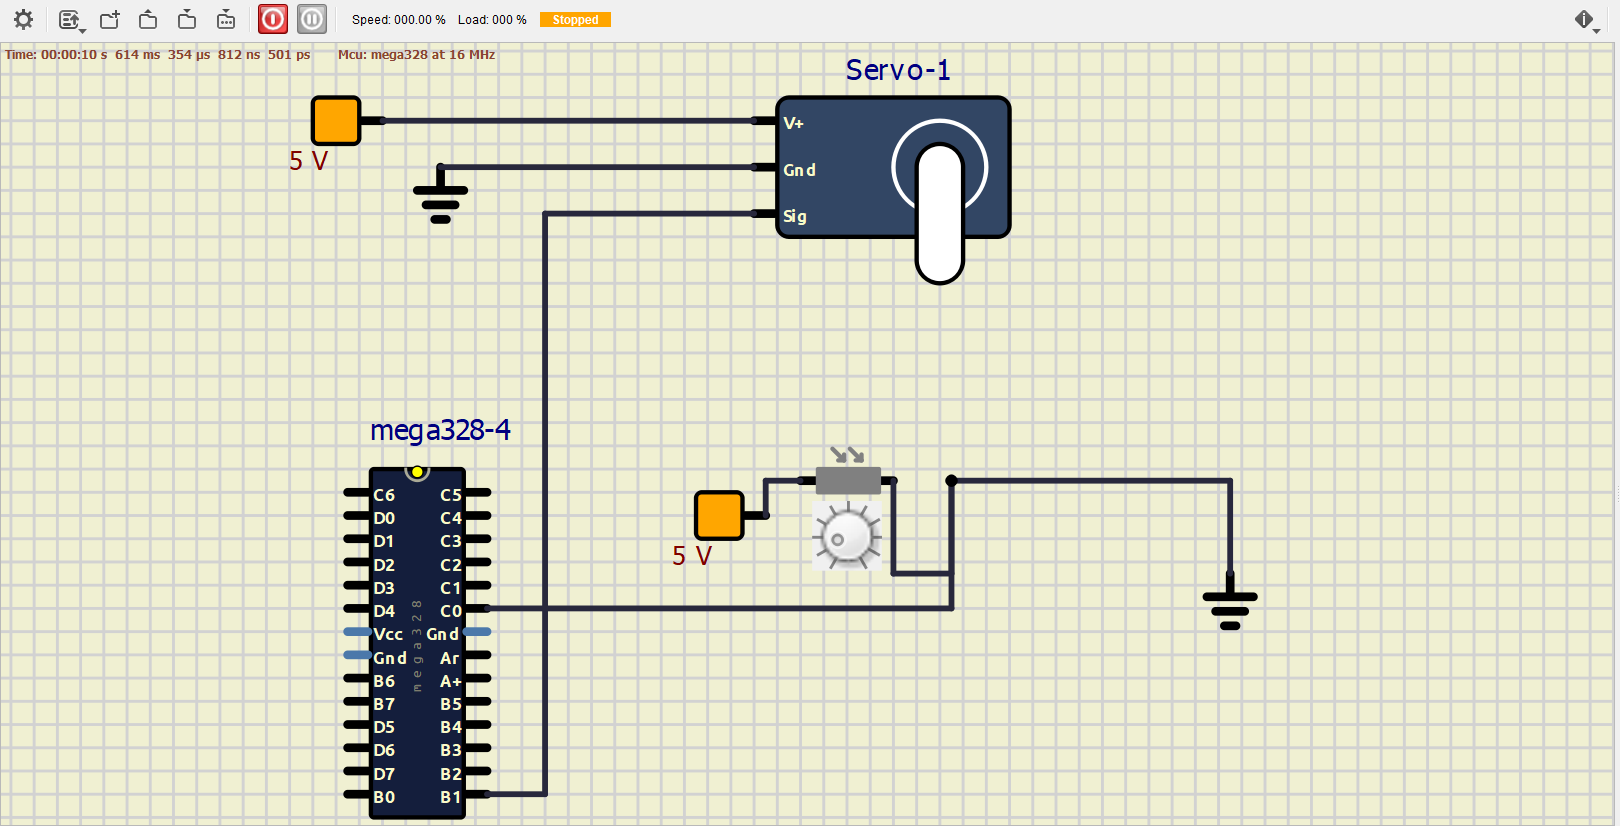 Speed: 000.00 % Load: 000 % Stopped
Time: 00:00:10 s 614 ms 354 µs 812 ns 501 ps Mcu: mega328 at 16 MHz
Servo-1
V+
Gnd
Sig
5 V
mega328-4
C6 C5
D0 C4
D1 C3
D2 C2
D3 C1
D4 C0
Vcc Gnd
Gnd Ar
B6 A+
B7 B5
D5 B4
D6 B3
D7 B2
B0 B1
mega328
5 V